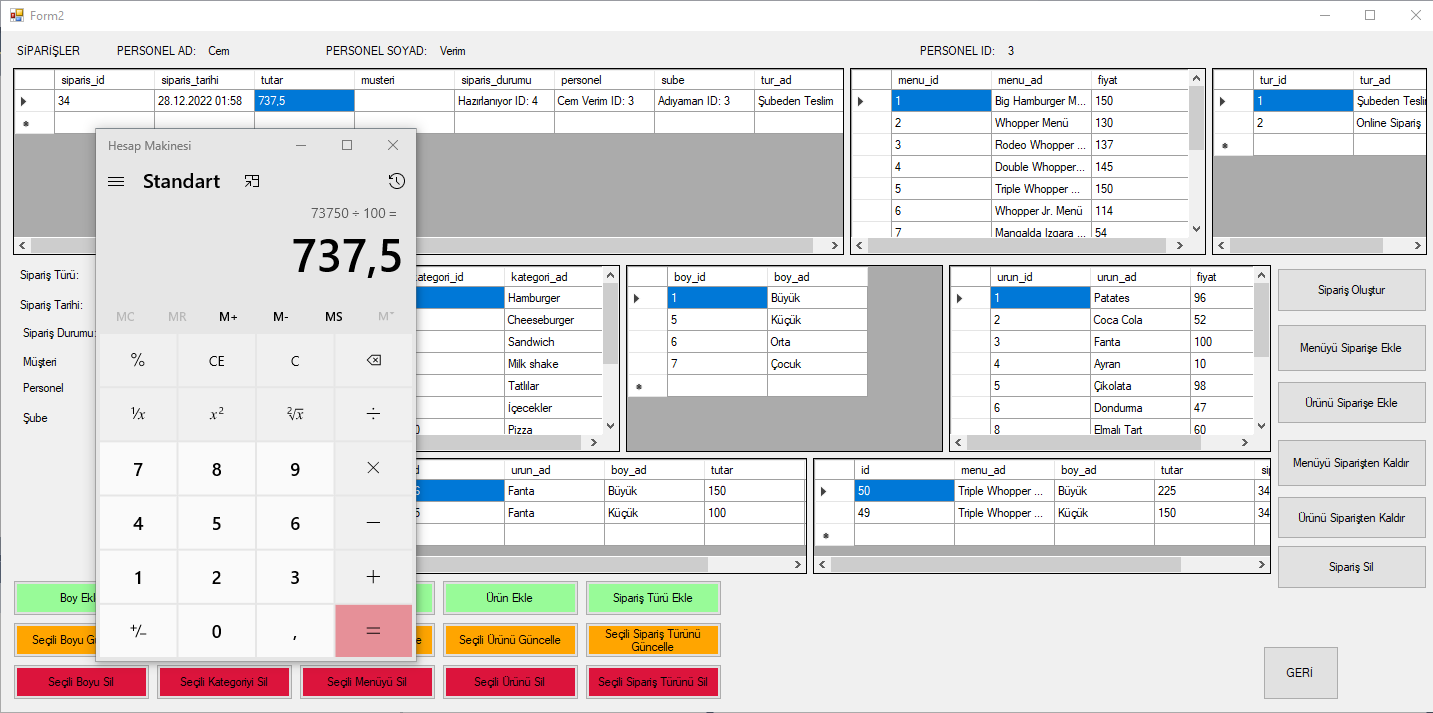 Form2
SİPARİŞLER PERSONEL AD: Cem PERSONEL SOYAD: Verim PERSONEL ID: 3
siparis_id siparis_tarihi tutar musteri siparis_durumu personel sube tur_ad
34 28.12.2022 01:58 737,5 Hazırlanıyor ID: 4 Cem Verim ID: 3 Adıyaman ID: 3 Şubeden Teslim
menu_id menu_ad fiyat
1 Big Hamburger M... 150
2 Whopper Menü 130
3 Rodeo Whopper ... 137
4 Double Whopper... 145
5 Triple Whopper ... 150
6 Whopper Jr. Menü 114
7 Mangalda Izgara ... 54
tur_id tur_ad
1 Şubeden Tesli
2 Online Sipariş
Hesap Makinesi
Standart
73750 ÷ 100 =
737,5
MC MR M+ M- MS M˅
% CE C
⅟x x² ²√x ÷
7 8 9 ×
4 5 6 −
1 2 3 +
+/− 0 , =
Sipariş Türü:
Sipariş Tarihi:
Sipariş Durumu:
Müşteri
Personel
Şube
ategori_id kategori_ad
Hamburger
Cheeseburger
Sandwich
Milk shake
Tatlılar
İçecekler
0 Pizza
boy_id boy_ad
1 Büyük
5 Küçük
6 Orta
7 Çocuk
urun_id urun_ad fiyat
1 Patates 96
2 Coca Cola 52
3 Fanta 100
4 Ayran 10
5 Çikolata 98
6 Dondurma 47
8 Elmalı Tart 60
Sipariş Oluştur
Menüyü Siparişe Ekle
Ürünü Siparişe Ekle
Menüyü Siparişten Kaldır
Ürünü Siparişten Kaldır
Sipariş Sil
d urun_ad boy_ad tutar
6 Fanta Büyük 150
5 Fanta Küçük 100
id menu_ad boy_ad tutar sip
50 Triple Whopper ... Büyük 225 34
49 Triple Whopper ... Küçük 150 34
Boy Ekl Ürün Ekle Sipariş Türü Ekle
Seçili Boyu G e Seçili Ürünü Güncelle Seçili Sipariş Türünü
Güncelle
Seçili Boyu Sil Seçili Kategoriyi Sil Seçili Menüyü Sil Seçili Ürünü Sil Seçili Sipariş Türünü Sil
GERİ